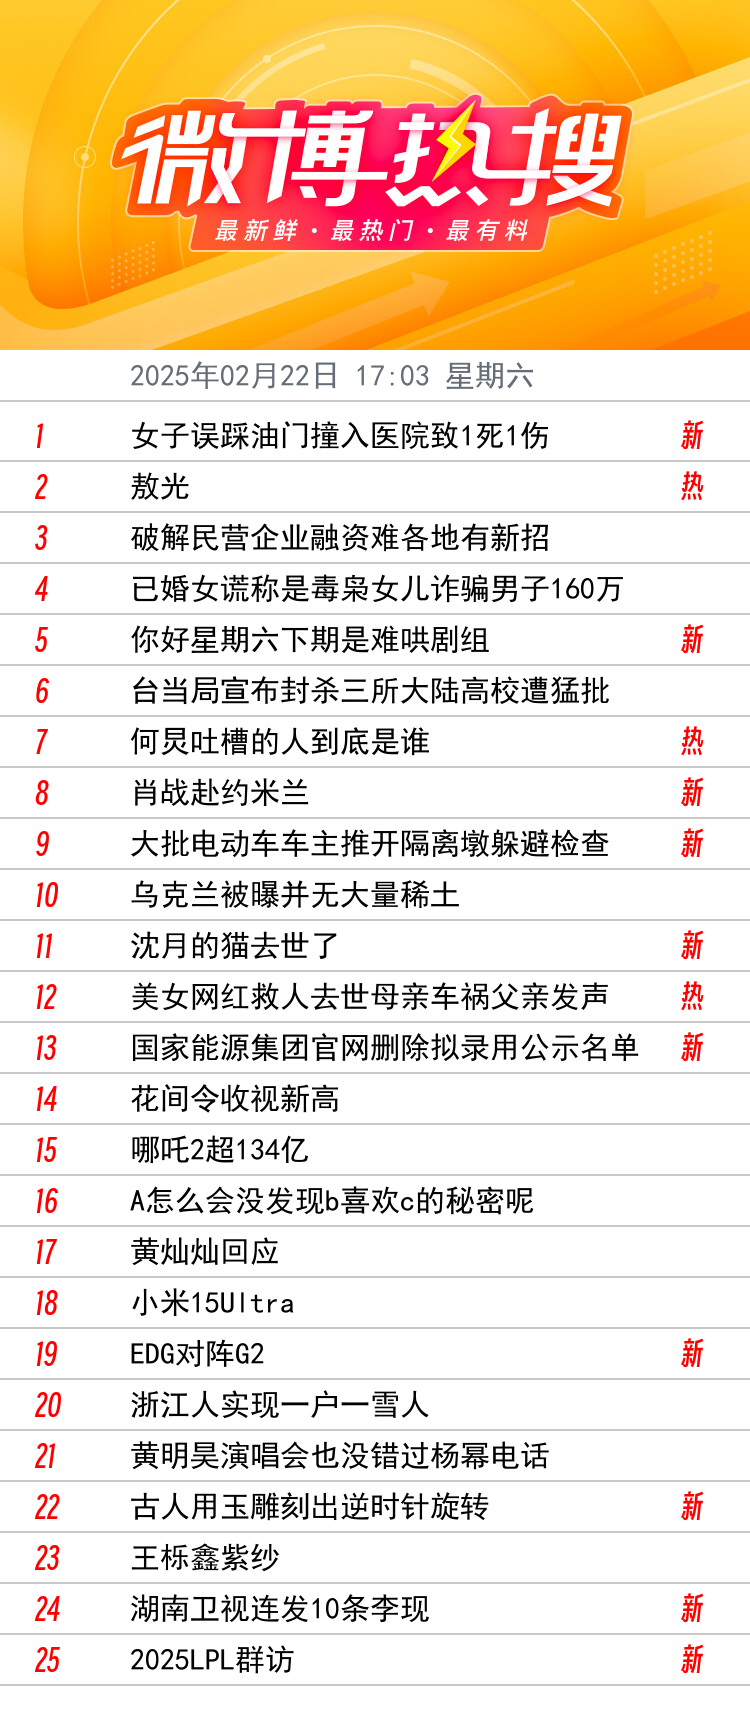 微博热搜
最新鲜·最热门·最有料
2025年02月22日 17:03 星期六
1 女子误踩油门撞入医院致1死1伤 新
2 敖光 热
3 破解民营企业融资难各地有新招
4 已婚女谎称是毒枭女儿诈骗男子160万
5 你好星期六下期是难哄剧组 新
6 台当局宣布封杀三所大陆高校遭猛批
7 何炅吐槽的人到底是谁 热
8 肖战赴约米兰 新
9 大批电动车车主推开隔离墩躲避检查 新
10 乌克兰被曝并无大量稀土
11 沈月的猫去世了 新
12 美女网红救人去世母亲车祸父亲发声 热
13 国家能源集团官网删除拟录用公示名单 新
14 花间令收视新高
15 哪吒2超134亿
16 A怎么会没发现b喜欢c的秘密呢
17 黄灿灿回应
18 小米15Ultra
19 EDG对阵G2 新
20 浙江人实现一户一雪人
21 黄明昊演唱会也没错过杨幂电话
22 古人用玉雕刻出逆时针旋转 新
23 王栎鑫紫纱
24 湖南卫视连发10条李现 新
25 2025LPL群访 新